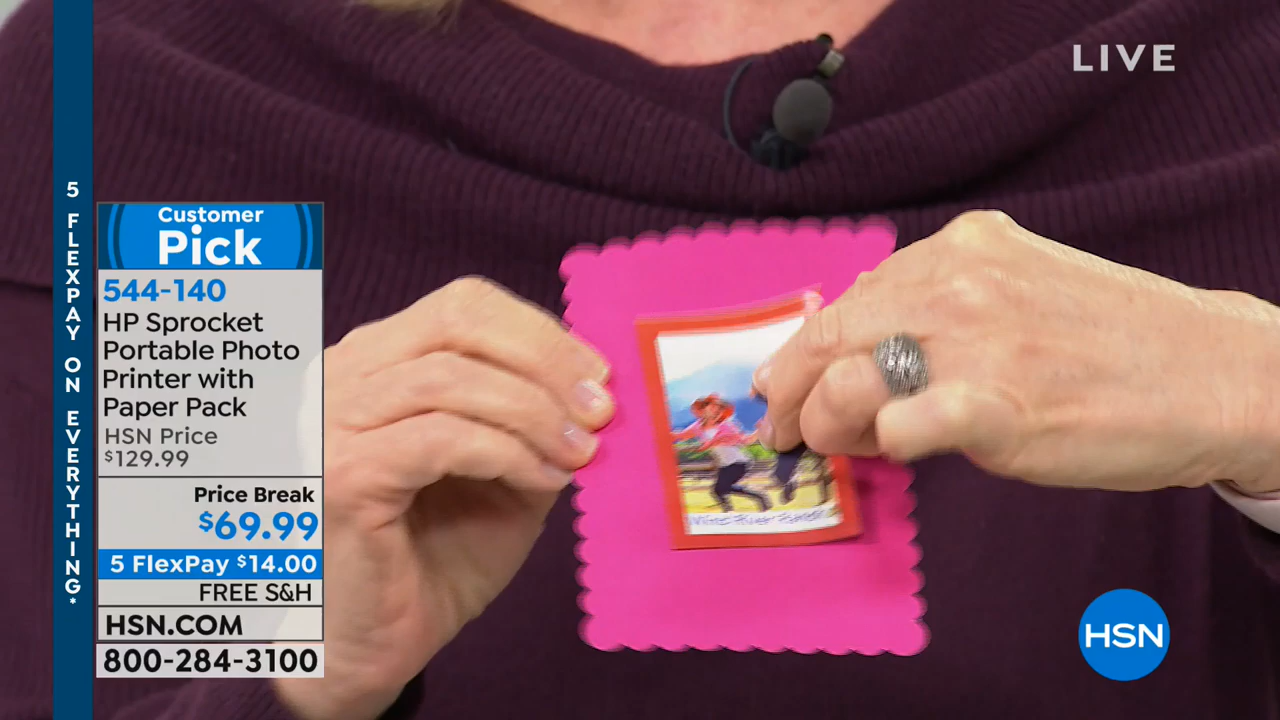 LIVE
5 FLEXPAY ON EVERYTHING*
Customer
Pick
544-140
HP Sprocket
Portable Photo
Printer with
Paper Pack
HSN Price
$129.99
Price Break
$69.99
5 FlexPay $14.00
FREE S&H
HSN.COM
800-284-3100
HSN